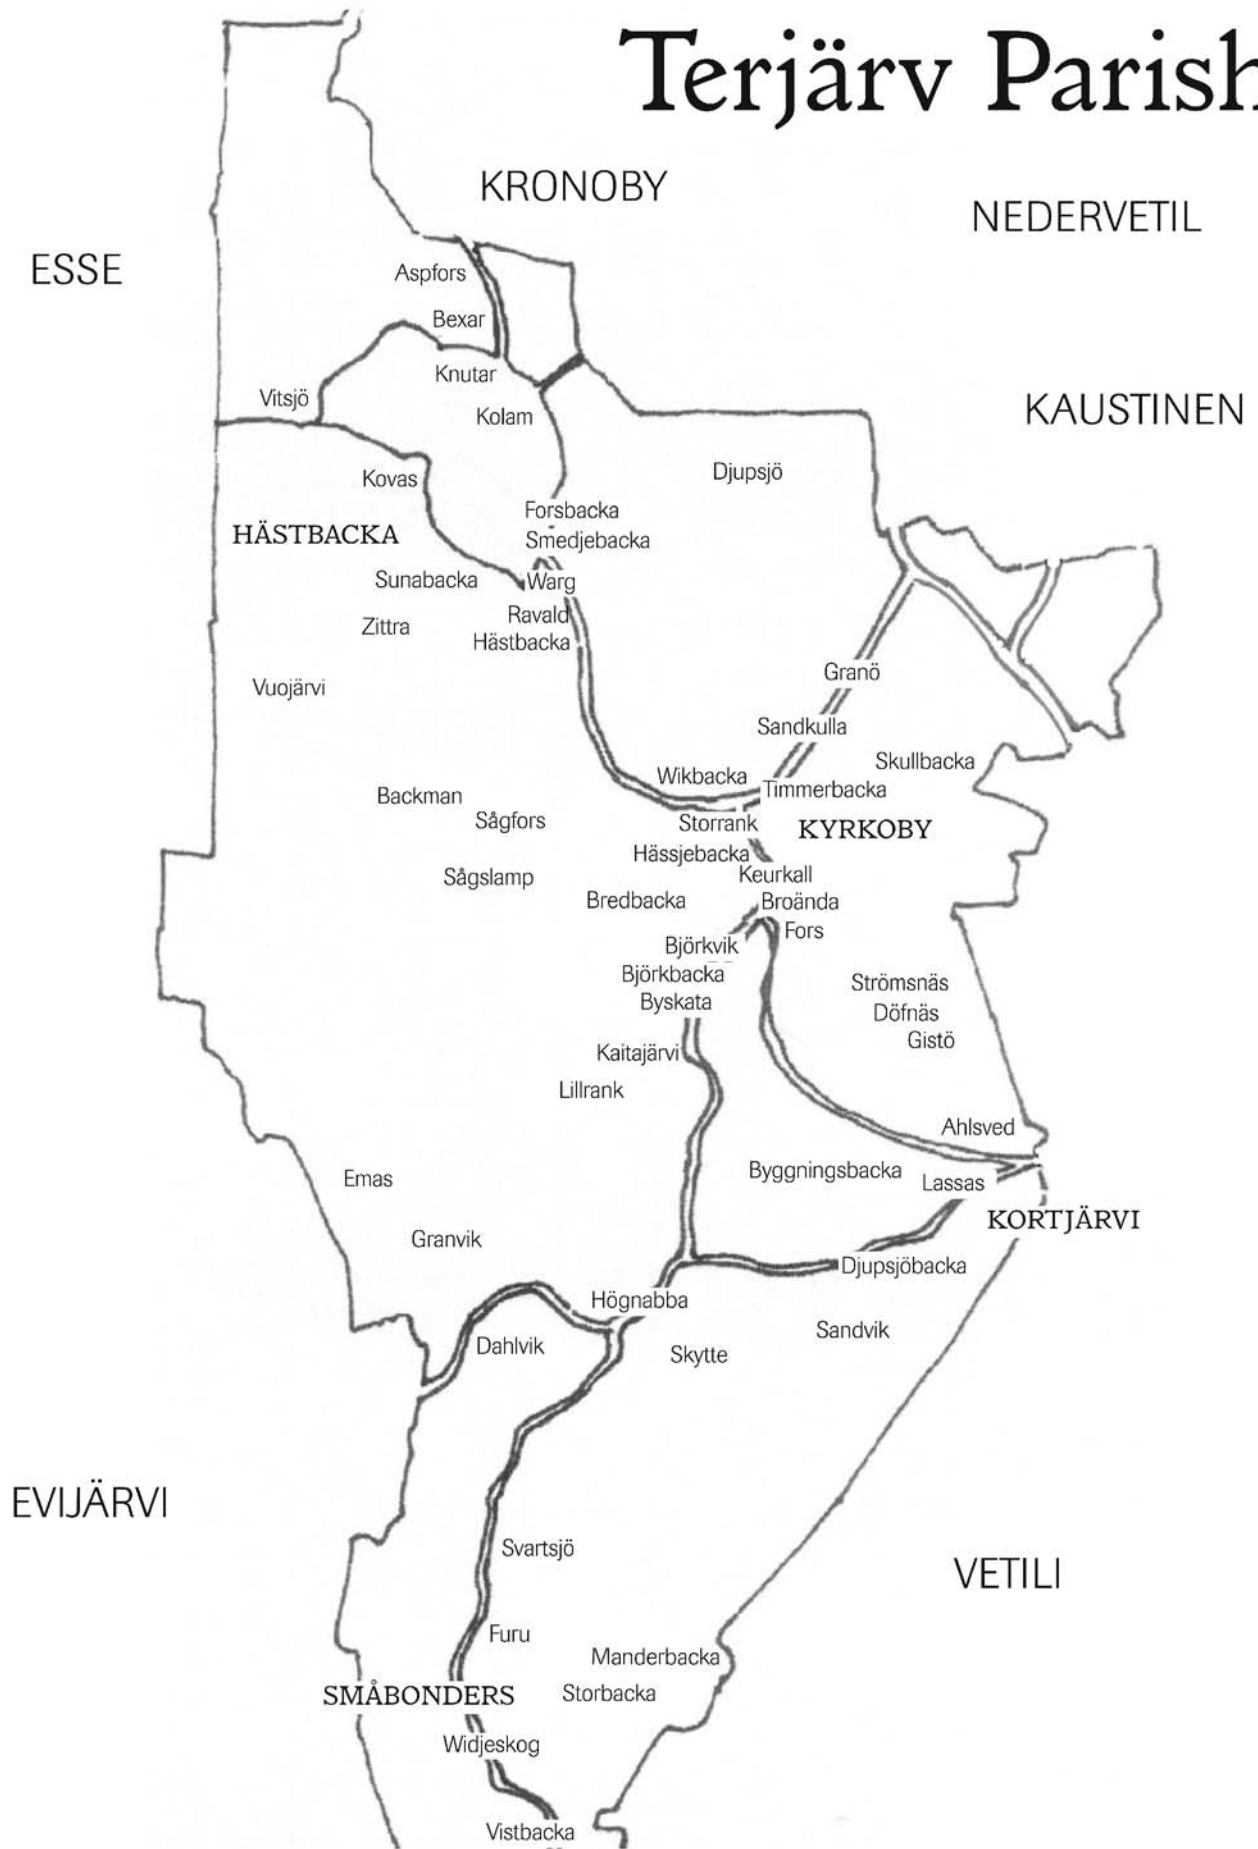 Terjärv Parish
KRONOBY
NEDERVETIL
ESSE
Aspfors
Bexar
Knutar
Vitsjö
Kolam
KAUSTINEN
Djupsjö
Kovas
Forsbacka
HÄSTBACKA
Smedjebacka
Sunabacka
Warg
Ravald
Zittra
Hästbacka
Granö
Vuojärvi
Sandkulla
Skullbacka
Wikbacka
Timmerbacka
Backman
Sågfors
Storrank
KYRKOBY
Hässjebacka
Keurkall
Sågslamp
Bredbacka
Broända
Fors
Björkvik
Björkbacka
Strömsnäs
Byskata
Döfnäs
Gistö
Kaitajärvi
Lillrank
Ahlsved
Emas
Byggningsbacka
Lassas
KORTJÄRVI
Granvik
Djupsjöbacka
Högnabba
Sandvik
Dahlvik
Skytte
EVIJÄRVI
Svartsjö
VETILI
Furu
Manderbacka
SMÅBONDERS
Storbacka
Widjeskog
Vistbacka